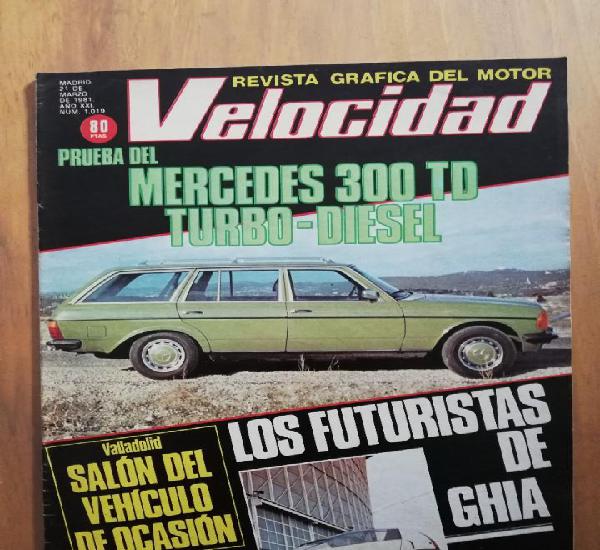 MADRID
21 DE
MARZO
DE 1981.
AÑO XXI.
NUM. 1.019
80
PTAS
REVISTA GRAFICA DEL MOTOR
Velocidad
PRUEBA DEL
MERCEDES 300 TD
TURBO-DIESEL
LOS FUTURISTAS
DE
GHIA
Valladolid
SALÓN DEL
VEHÍCULO
DE OCASIÓN